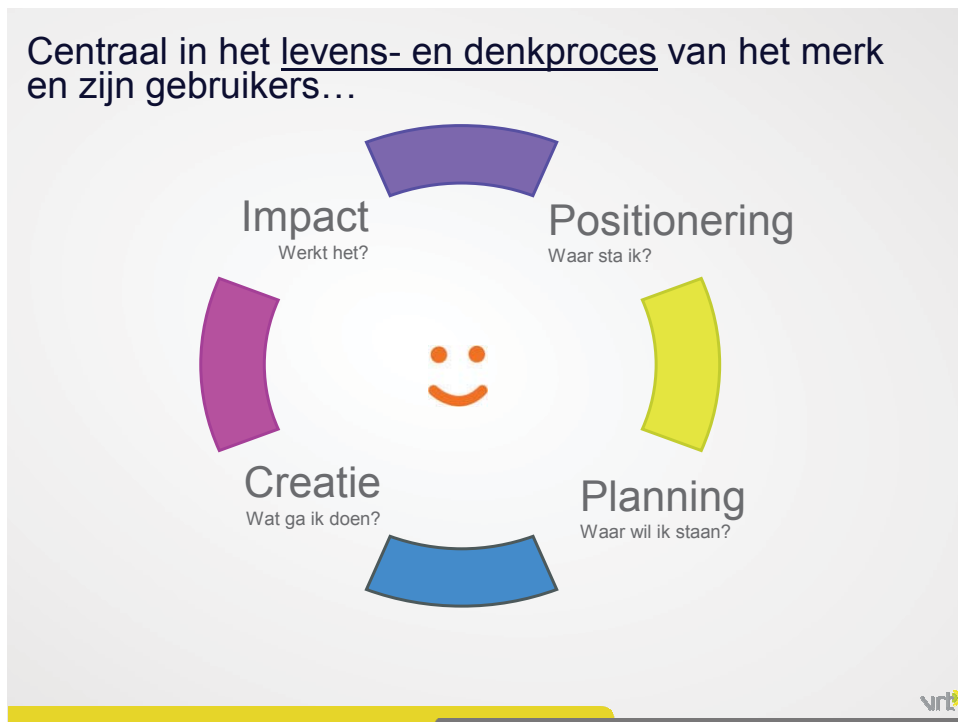 Centraal in het levens- en denkproces van het merk
en zijn gebruikers…
Impact
Werkt het?
Positionering
Waar sta ik?
Creatie
Wat ga ik doen?
Planning
Waar wil ik staan?
vrt